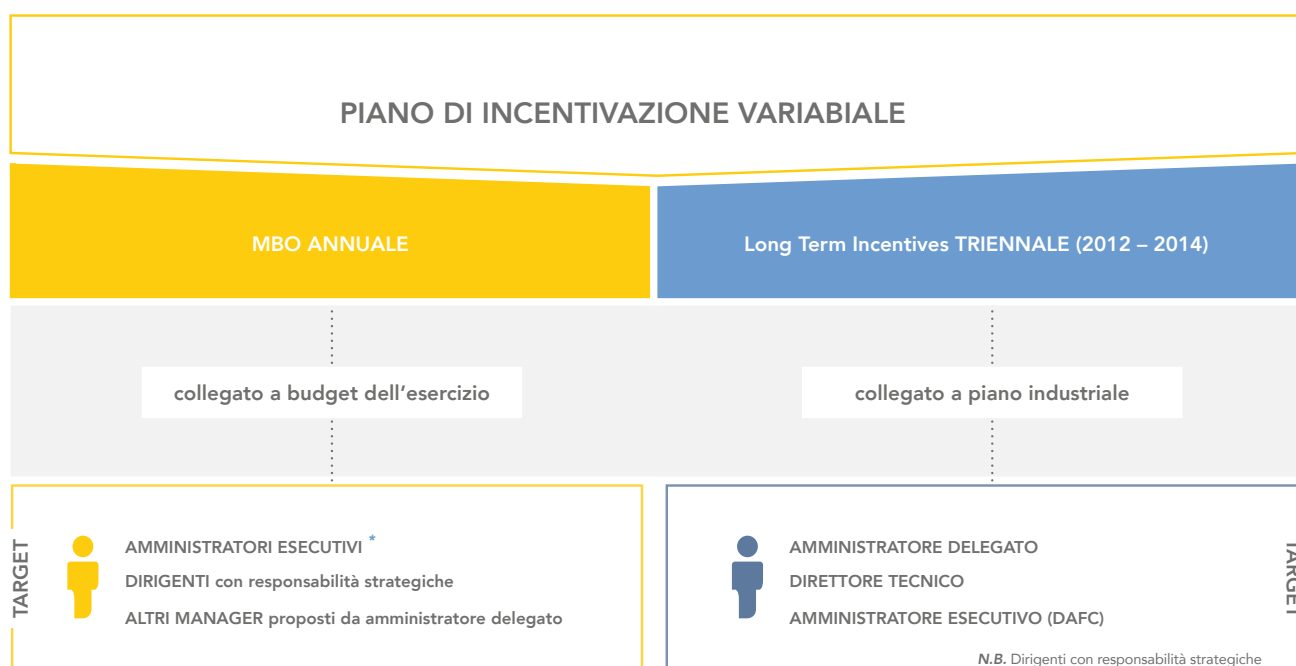 PIANO DI INCENTIVAZIONE VARIABIALE
MBO ANNUALE
Long Term Incentives TRIENNALE (2012 – 2014)
collegato a budget dell’esercizio
collegato a piano industriale
TARGET
AMMINISTRATORI ESECUTIVI *
DIRIGENTI con responsabilità strategiche
ALTRI MANAGER proposti da amministratore delegato
AMMINISTRATORE DELEGATO
DIRETTORE TECNICO
AMMINISTRATORE ESECUTIVO (DAFC)
N.B. Dirigenti con responsabilità strategiche
TARGET